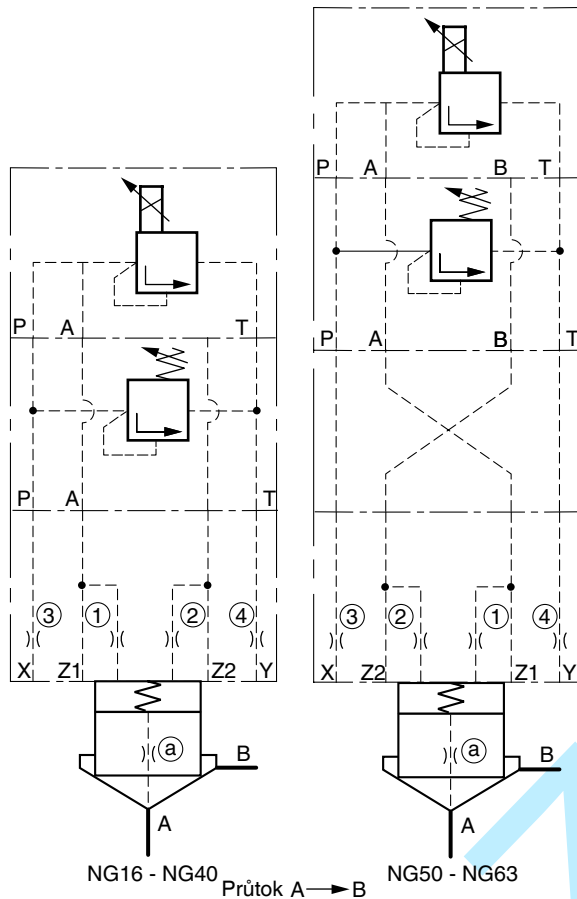 P A B T
P A T
P A B T
P A T
3 1 2 4
3 2 1 4
X Z1 Z2 Y
X Z2 Z1 Y
a B
a B
A
A
NG16 - NG40
NG50 - NG63
Průtok A B